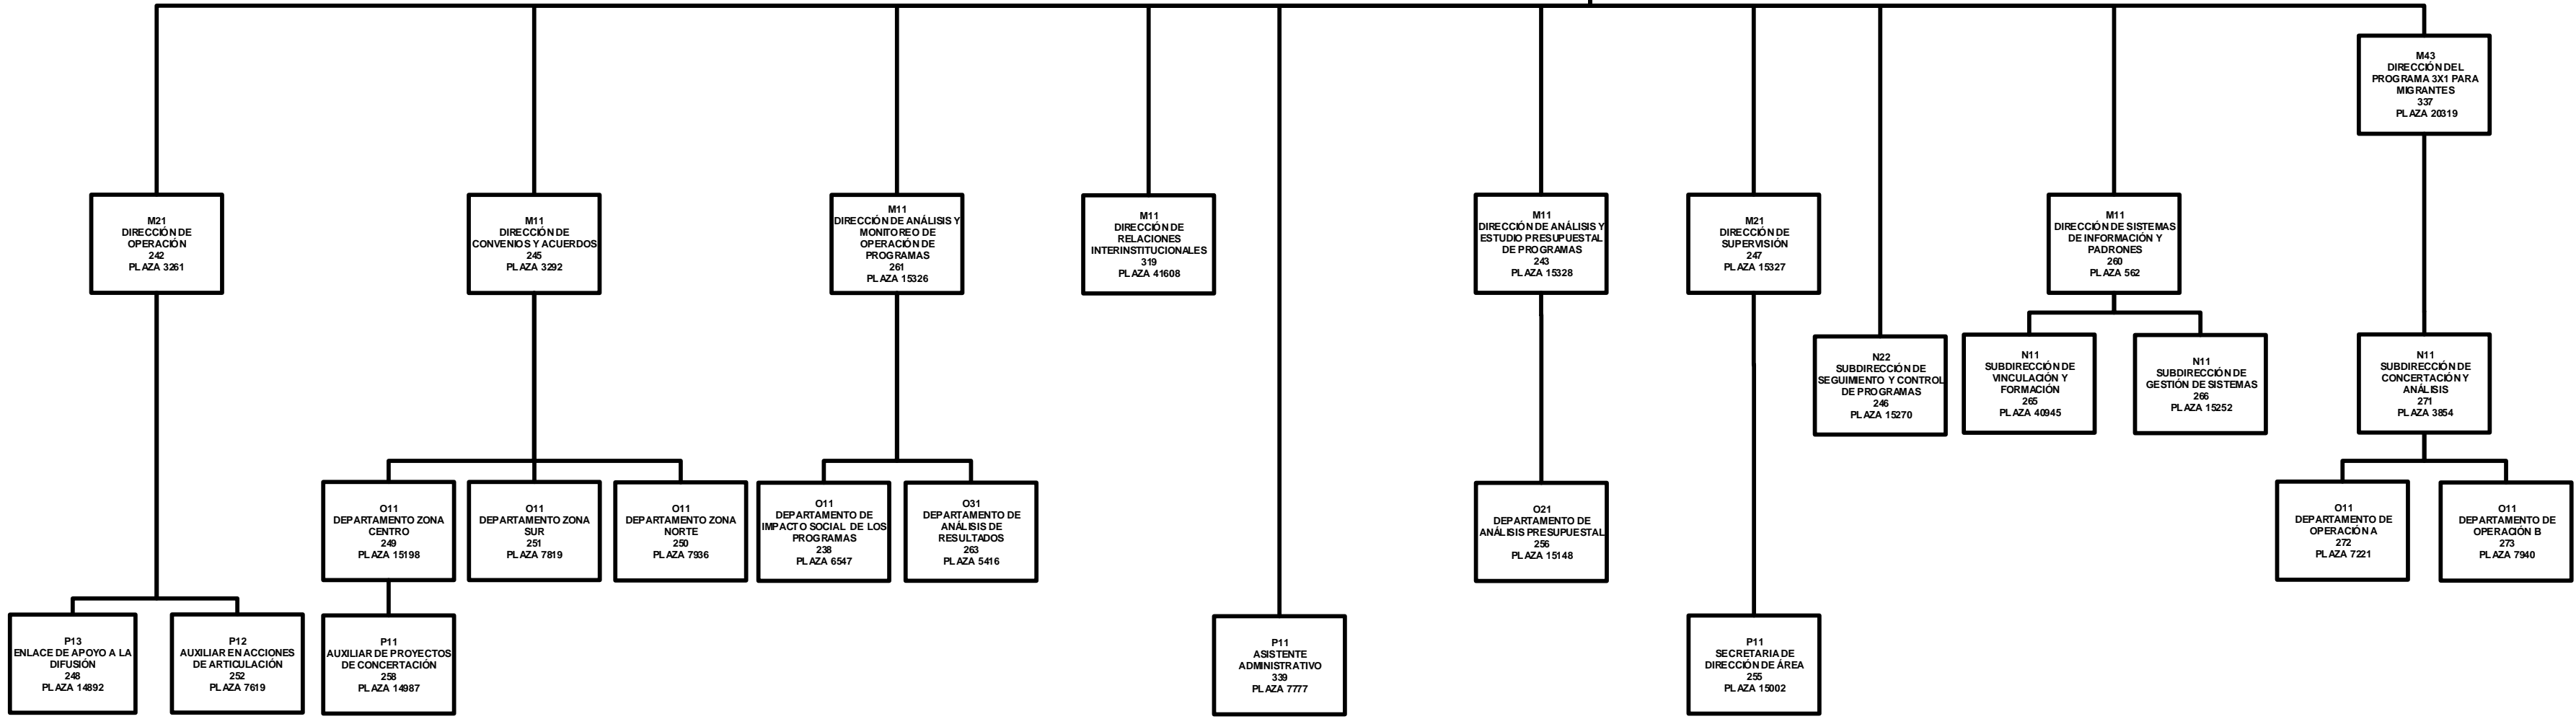 M43
DIRECCIÓN DEL
PROGRAMA 3X1 PARA
MIGRANTES
337
PLAZA 20319
M21
DIRECCIÓN DE
OPERACIÓN
242
PLAZA 3261
M11
DIRECCIÓN DE
CONVENIOS Y ACUERDOS
245
PLAZA 3292
M11
DIRECCIÓN DE ANÁLISIS Y
MONITOREO DE
OPERACIÓN DE
PROGRAMAS
261
PLAZA 15326
M11
DIRECCIÓN DE
RELACIONES
INTERINSTITUCIONALES
319
PLAZA 41608
M11
DIRECCIÓN DE ANÁLISIS Y
ESTUDIO PRESUPUESTAL
DE PROGRAMAS
243
PLAZA 15328
M21
DIRECCIÓN DE
SUPERVISIÓN
247
PLAZA 15327
M11
DIRECCIÓN DE SISTEMAS
DE INFORMACIÓN Y
PADRONES
260
PLAZA 562
N22
SUBDIRECCIÓN DE
SEGUIMIENTO Y CONTROL
DE PROGRAMAS
246
PLAZA 15270
N11
SUBDIRECCIÓN DE
VINCULACIÓN Y
FORMACIÓN
265
PLAZA 40945
N11
SUBDIRECCIÓN DE
GESTIÓN DE SISTEMAS
266
PLAZA 15252
N11
SUBDIRECCIÓN DE
CONCERTACIÓN Y
ANÁLISIS
271
PLAZA 3854
O11
DEPARTAMENTO ZONA
CENTRO
249
PLAZA 15198
O11
DEPARTAMENTO ZONA
SUR
251
PLAZA 7819
O11
DEPARTAMENTO ZONA
NORTE
250
PLAZA 7936
O11
DEPARTAMENTO DE
IMPACTO SOCIAL DE LOS
PROGRAMAS
238
PLAZA 6547
O31
DEPARTAMENTO DE
ANÁLISIS DE
RESULTADOS
263
PLAZA 5416
O21
DEPARTAMENTO DE
ANÁLISIS PRESUPUESTAL
256
PLAZA 15148
O11
DEPARTAMENTO DE
OPERACIÓN A
272
PLAZA 7221
O11
DEPARTAMENTO DE
OPERACIÓN B
273
PLAZA 7940
P13
ENLACE DE APOYO A LA
DIFUSIÓN
248
PLAZA 14892
P12
AUXILIAR EN ACCIONES
DE ARTICULACIÓN
252
PLAZA 7619
P11
AUXILIAR DE PROYECTOS
DE CONCERTACIÓN
258
PLAZA 14987
P11
ASISTENTE
ADMINISTRATIVO
339
PLAZA 7777
P11
SECRETARIA DE
DIRECCIÓN DE ÁREA
255
PLAZA 15002